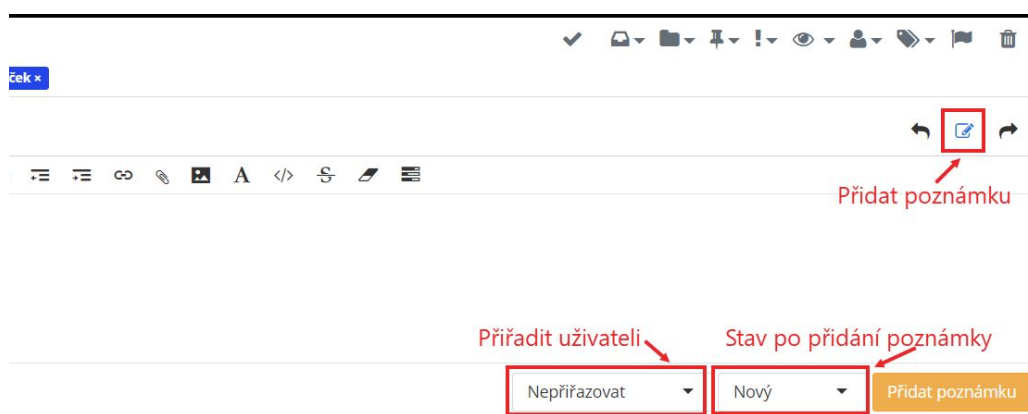 ček ×
Přidat poznámku
Přiřadit uživateli
Stav po přidání poznámky
Nepřiřazovat
Nový
Přidat poznámku